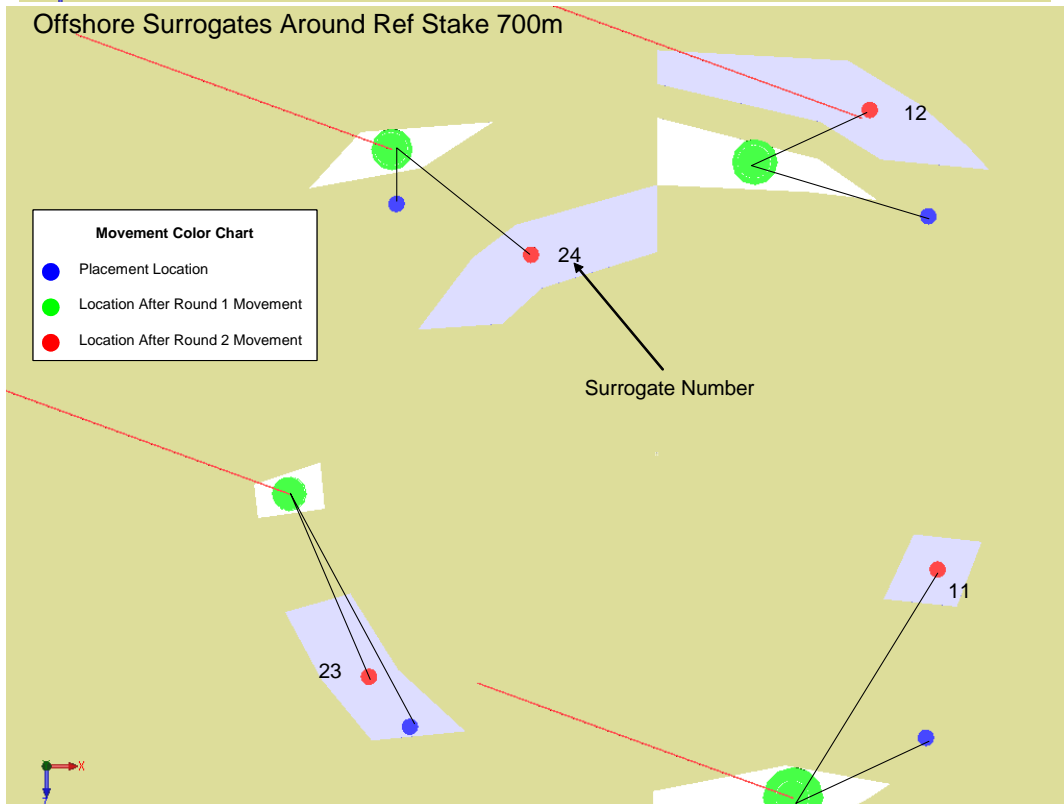 Offshore Surrogates Around Ref Stake 700m
12
24
Movement Color Chart
Placement Location
Location After Round 1 Movement
Location After Round 2 Movement
Surrogate Number
23
11
X